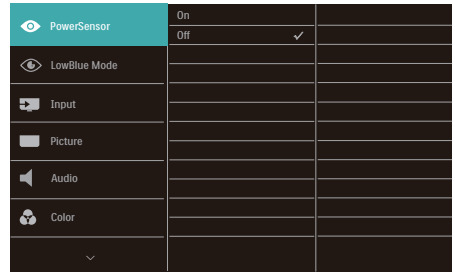 PowerSensor
On
Off
LowBlue Mode
Input
Picture
Audio
Color